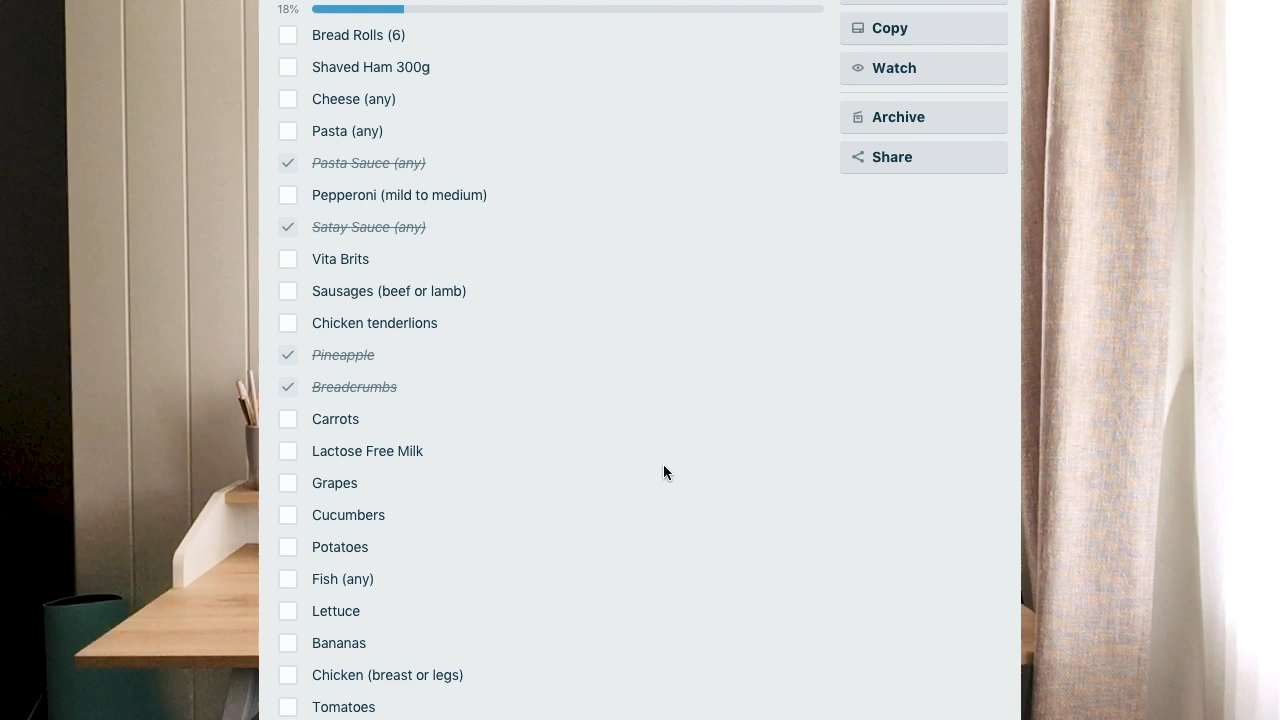 18%
Bread Rolls (6)
Shaved Ham 300g
Cheese (any)
Pasta (any)
Pasta Sauce (any)
Pepperoni (mild to medium)
Satay Sauce (any)
Vita Brits
Sausages (beef or lamb)
Chicken tenderlions
Pineapple
Breadcrumbs
Carrots
Lactose Free Milk
Grapes
Cucumbers
Potatoes
Fish (any)
Lettuce
Bananas
Chicken (breast or legs)
Tomatoes
Copy
Watch
Archive
Share